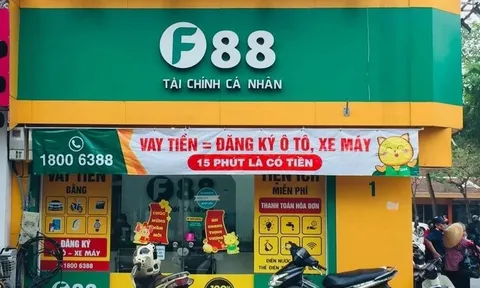 F88
TÀI CHÍNH CÁ NHÂN
VAY TIỀN = ĐĂNG KÝ Ô TÔ, XE MÁY
1800 6388
15 PHÚT LÀ CÓ TIỀN
VAY TIỀN
BẰNG
ĐĂNG KÝ
Ô TÔ - XE MÁY
1800 6388
F88
TIỆN ÍCH
MIỄN PHÍ
THANH TOÁN HÓA ĐƠN
1
F88